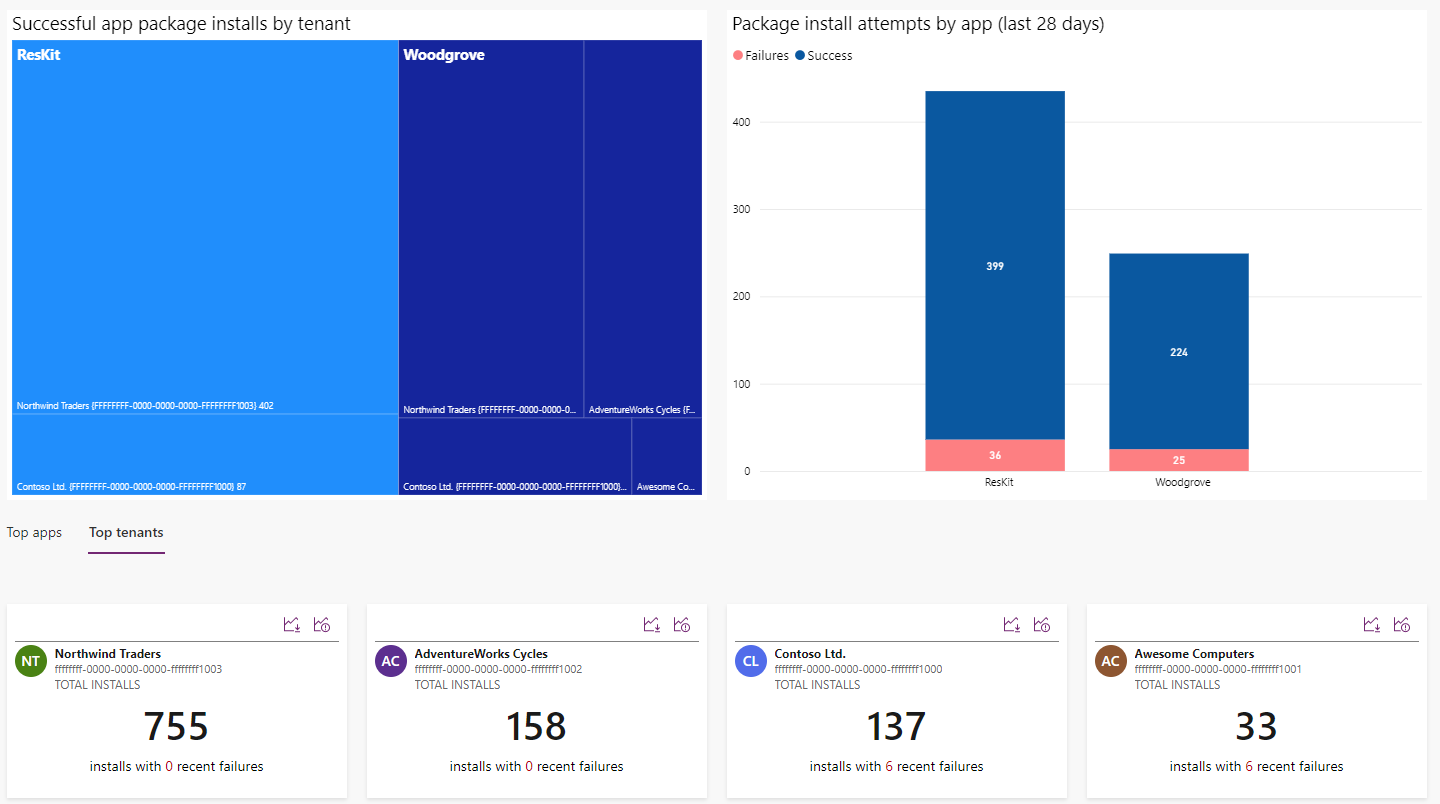 Successful app package installs by tenant
ResKit
Woodgrove
Northwind Traders {FFFFFFFF-0000-0000-0000-FFFFFFFF1003} 402
Northwind Traders {FFFFFFFF-0000-0000-0...
AdventureWorks Cycles {F...
Contoso Ltd. {FFFFFFFF-0000-0000-0000-FFFFFFFF1000} 87
Contoso Ltd. {FFFFFFFF-0000-0000-0000-FFFFFFFF1000}...
Awesome Co...
Package install attempts by app (last 28 days)
Failures Success
400
300
200
100
0
399
224
36
25
ResKit
Woodgrove
Top apps
Top tenants
NT
Northwind Traders
ffffffff-0000-0000-0000-ffffffff1003
TOTAL INSTALLS
755
installs with 0 recent failures
AC
AdventureWorks Cycles
ffffffff-0000-0000-0000-ffffffff1002
TOTAL INSTALLS
158
installs with 0 recent failures
CL
Contoso Ltd.
ffffffff-0000-0000-0000-ffffffff1000
TOTAL INSTALLS
137
installs with 6 recent failures
AC
Awesome Computers
ffffffff-0000-0000-0000-ffffffff1001
TOTAL INSTALLS
33
installs with 6 recent failures